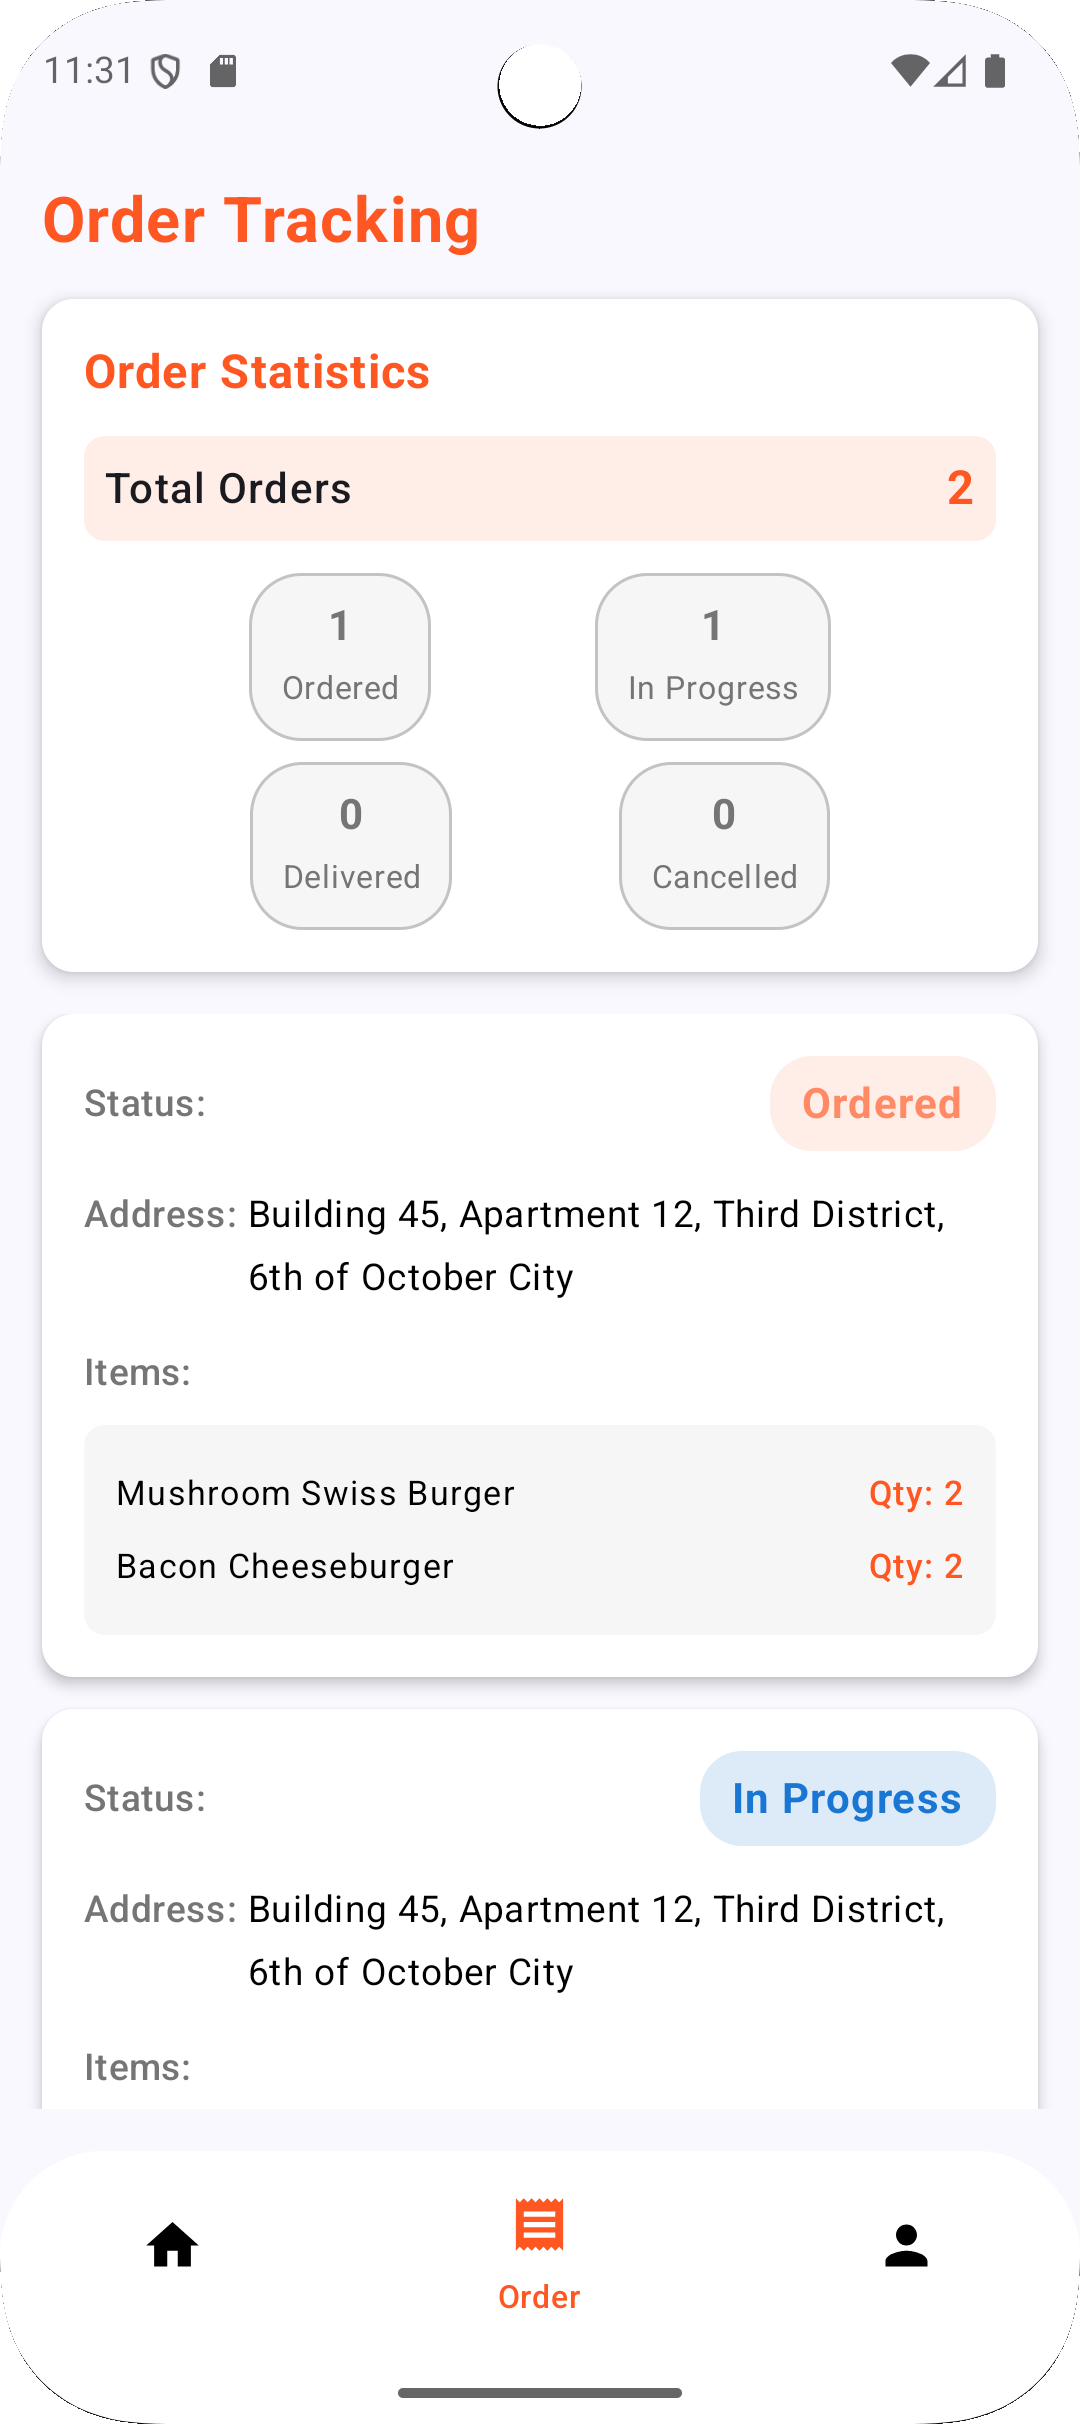 11:31
Order Tracking
Order Statistics
Total Orders 2
1 1
Ordered In Progress
0 0
Delivered Cancelled
Status: Ordered
Address: Building 45, Apartment 12, Third District,
6th of October City
Items:
Mushroom Swiss Burger Qty: 2
Bacon Cheeseburger Qty: 2
Status: In Progress
Address: Building 45, Apartment 12, Third District,
6th of October City
Items:
Order